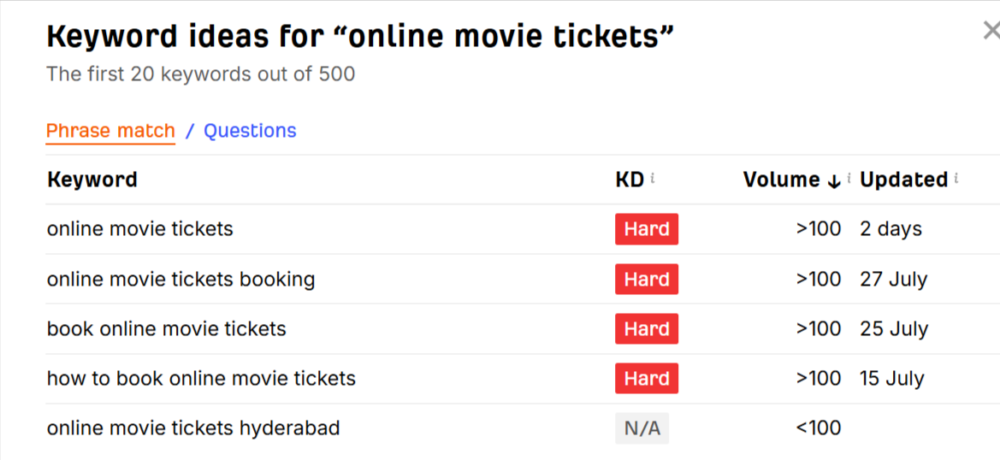 Keyword ideas for “online movie tickets”
The first 20 keywords out of 500
Phrase match / Questions
Keyword KD i Volume ↓ i Updated i
online movie tickets Hard >100 2 days
online movie tickets booking Hard >100 27 July
book online movie tickets Hard >100 25 July
how to book online movie tickets Hard >100 15 July
online movie tickets hyderabad N/A <100